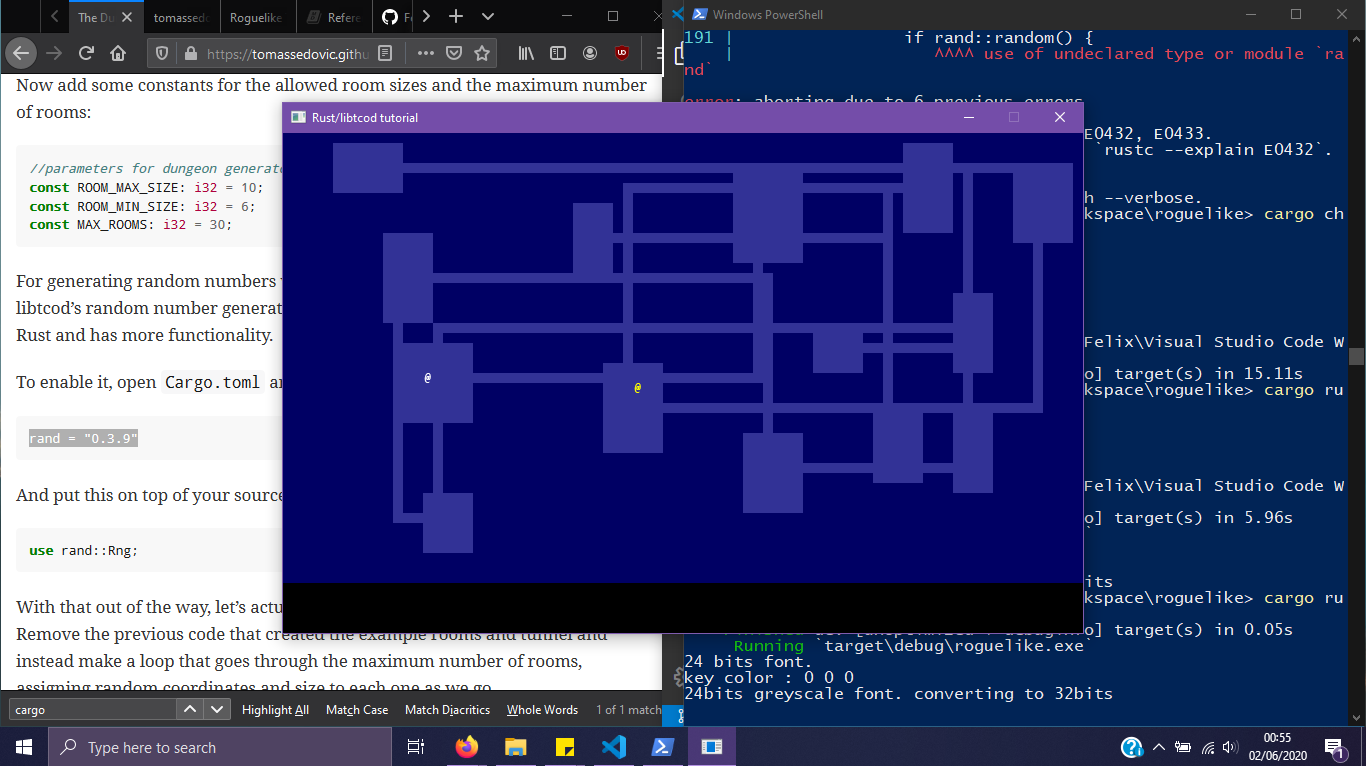 The Du
tomassedo
Roguelike
Refere
https://tomassedovic.githu
Now add some constants for the allowed room sizes and the maximum number
of rooms:
//parameters for dungeon generato
const ROOM_MAX_SIZE: i32 = 10;
const ROOM_MIN_SIZE: i32 = 6;
const MAX_ROOMS: i32 = 30;
For generating random numbers
libtcod's random number generat
Rust and has more functionality.
To enable it, open Cargo.toml an
rand = "0.3.9"
And put this on top of your source
use rand::Rng;
With that out of the way, let's actu
Remove the previous code that created the example rooms and tunnel and
instead make a loop that goes through the maximum number of rooms,
assigning random coordinates and size to each one as we go
cargo
Highlight All
Match Case
Match Diacritics
Whole Words
1 of 1 match
Rust/libtcod tutorial
@
@
Windows PowerShell
191 | if rand::random() {
| ^^^^ use of undeclared type or module `ra
nd`
error: aborting due to 6 previous errors
E0432, E0433.
`rustc --explain E0432`.
h --verbose.
kspace\roguelike> cargo ch
Felix\Visual Studio Code W
o] target(s) in 15.11s
kspace\roguelike> cargo ru
Felix\Visual Studio Code W
o] target(s) in 5.96s
its
kspace\roguelike> cargo ru
o] target(s) in 0.05s
Running `target\debug\roguelike.exe`
24 bits font.
key color : 0 0 0
24bits greyscale font. converting to 32bits
Type here to search
00:55
02/06/2020
1